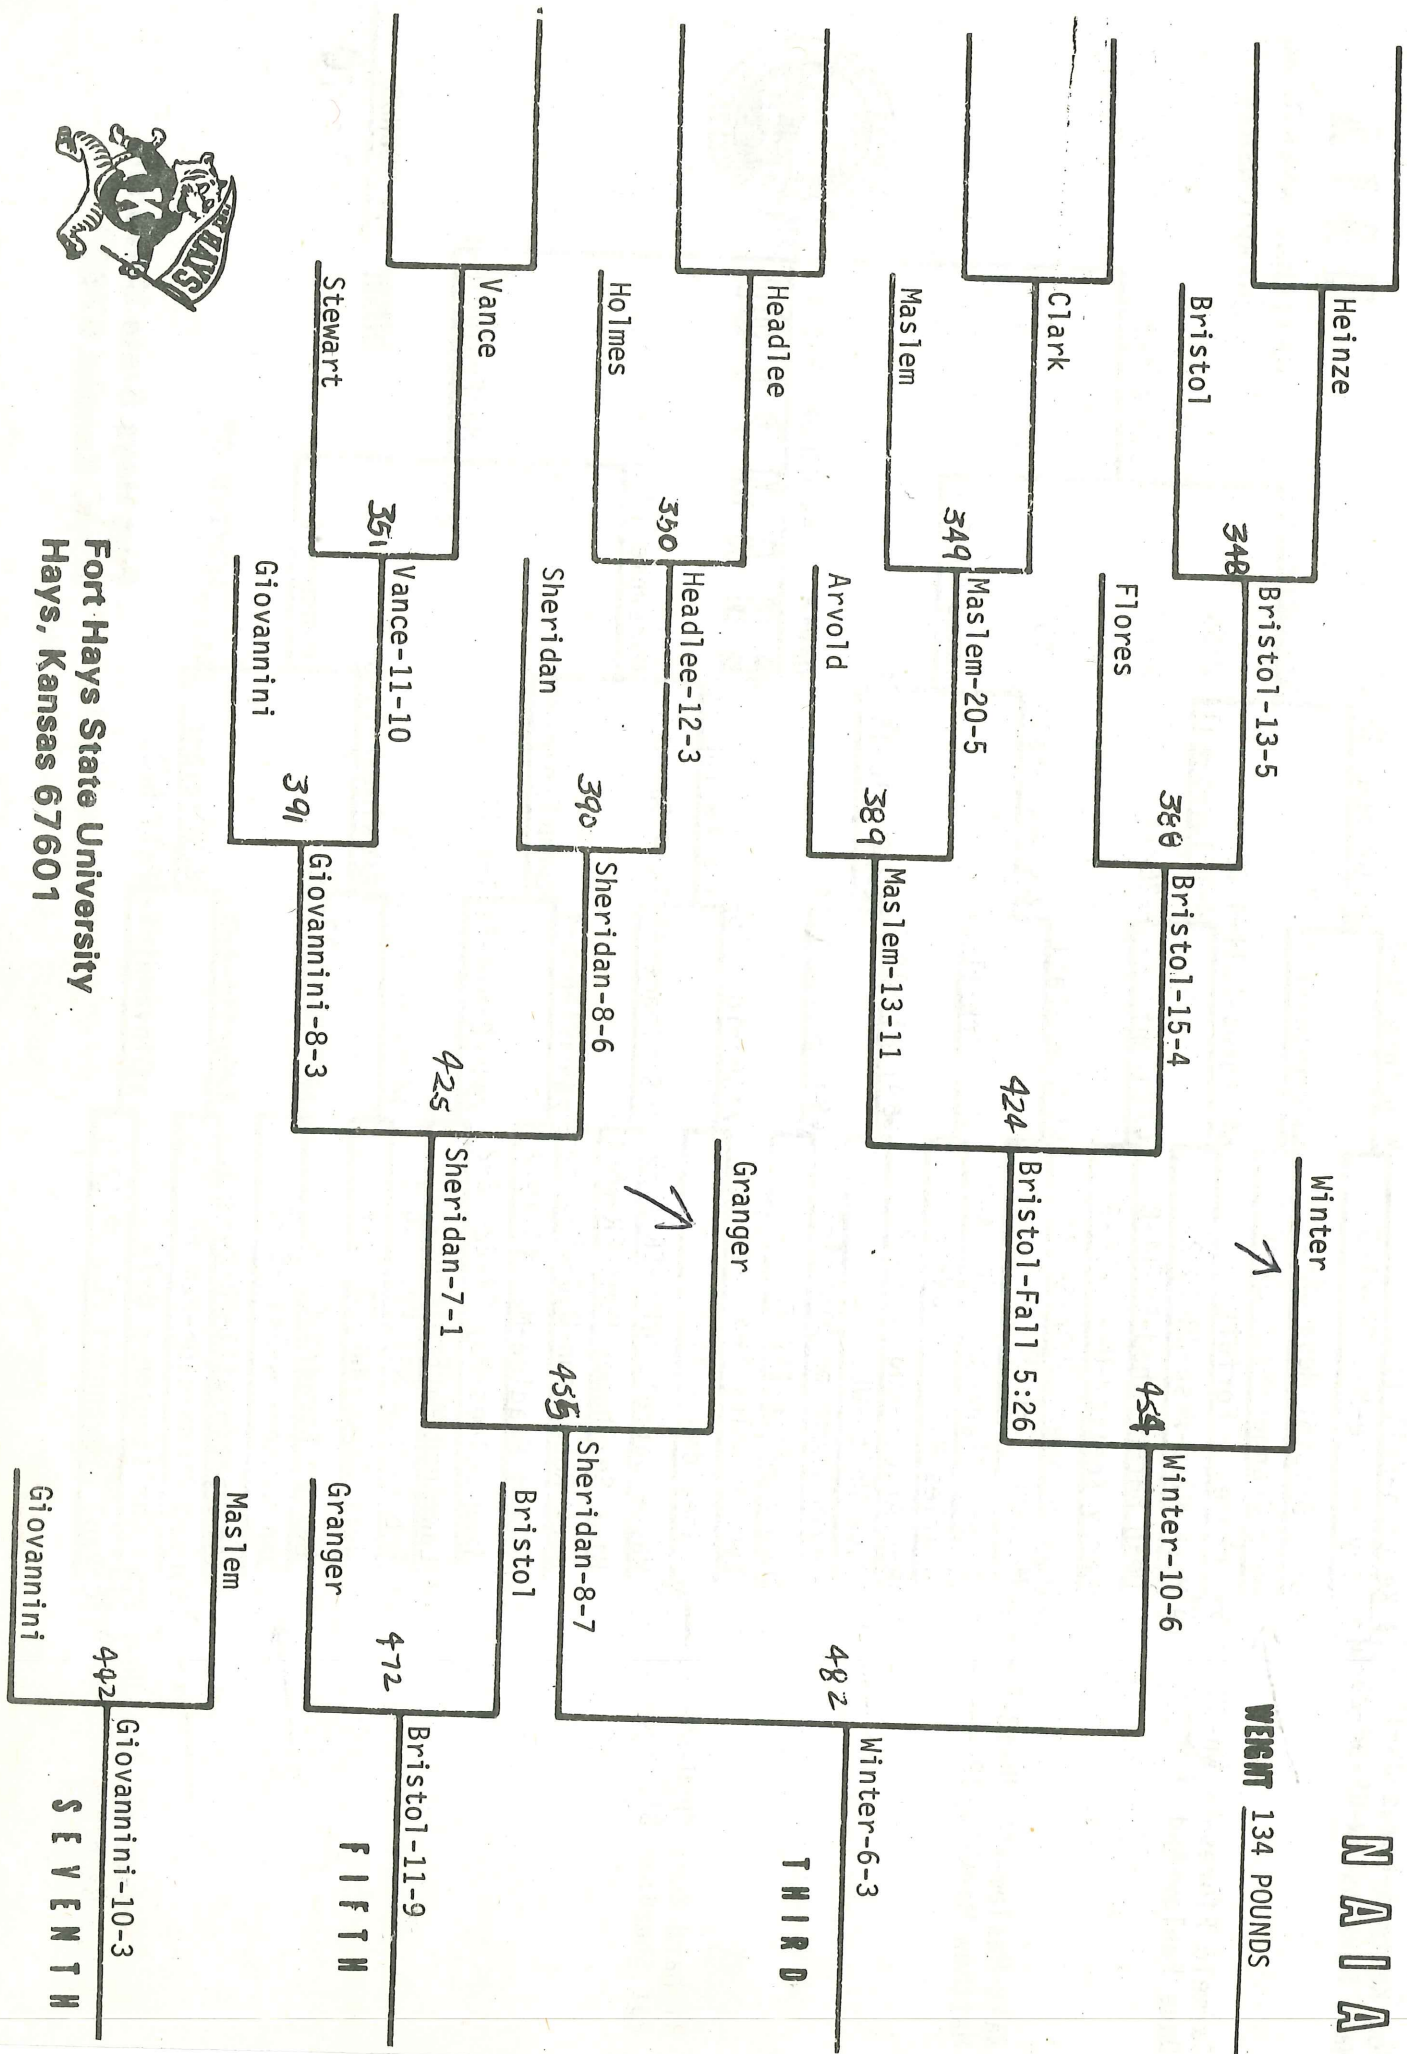 N A I A
WEIGHT 134 POUNDS
Heinze
Bristol
348
Bristol-13-5
Flores
388
Bristol-15-4
Clark
Maslem
349
Maslem-20-5
Arvold
389
Maslem-13-11
424
Bristol-Fall 5:26
Winter
454
Winter-10-6
Headlee
Holmes
350
Headlee-12-3
Sheridan
390
Sheridan-8-6
Vance
Stewart
351
Vance-11-10
Giovannini
391
Giovannini-8-3
425
Sheridan-7-1
Granger
455
Sheridan-8-7
482
Winter-6-3
THIRD
Bristol
Granger
472
Bristol-11-9
FIFTH
Maslem
Giovannini
442
Giovannini-10-3
SEVENTH
K
HAYS
Fort Hays State University
Hays, Kansas 67601